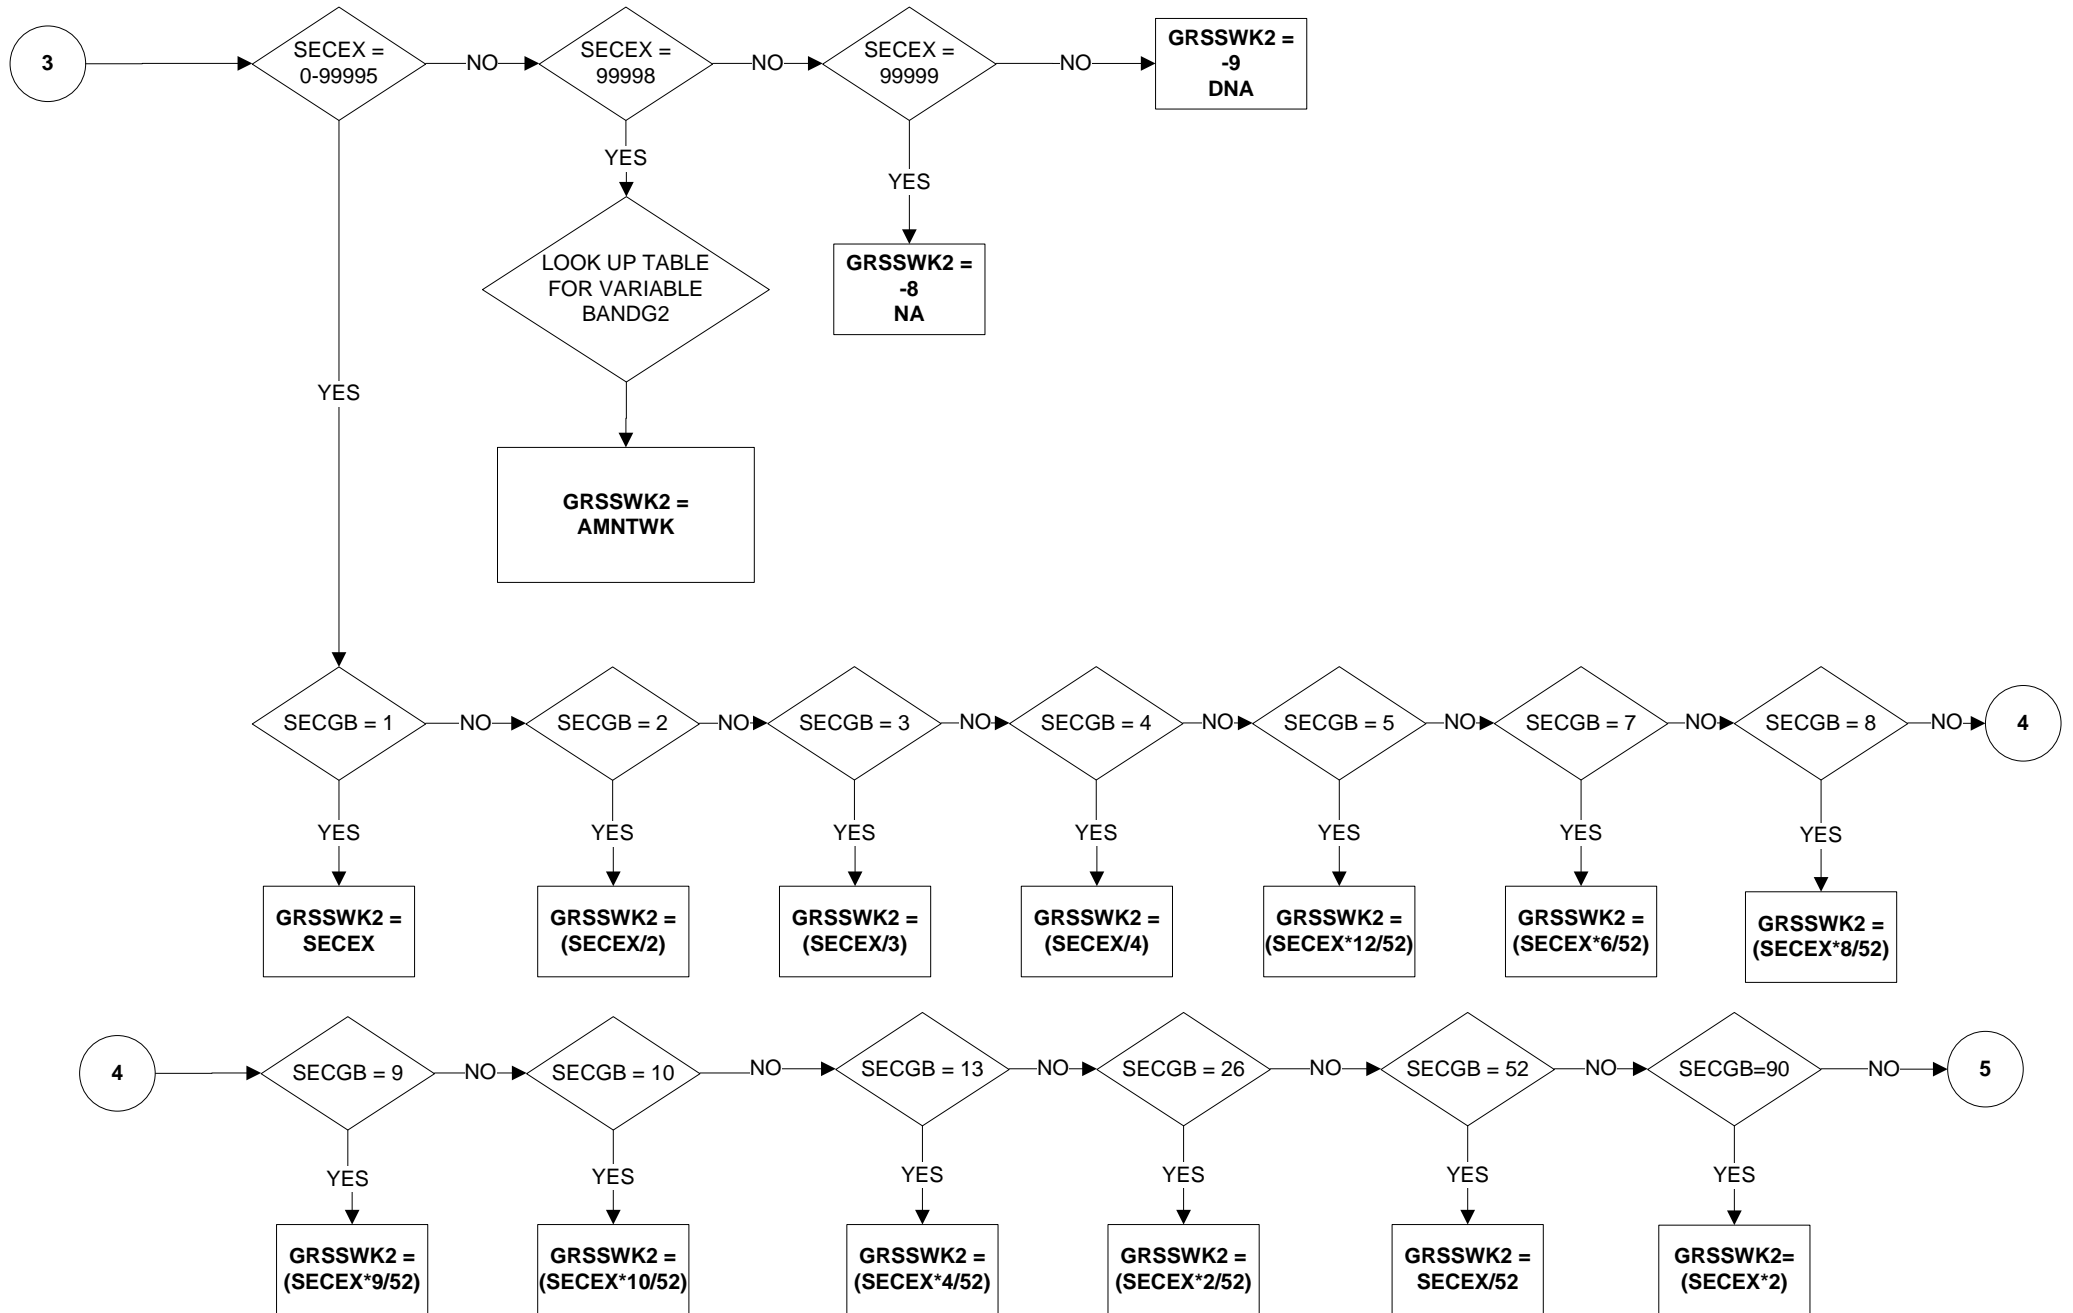 3
SECEX =
0-99995
NO
SECEX =
99998
NO
SECEX =
99999
NO
GRSSWK2 =
-9
DNA
YES
YES
YES
LOOK UP TABLE
FOR VARIABLE
BANDG2
GRSSWK2 =
-8
NA
GRSSWK2 =
AMNTWK
SECGB = 1
NO
SECGB = 2
NO
SECGB = 3
NO
SECGB = 4
NO
SECGB = 5
NO
SECGB = 7
NO
SECGB = 8
NO
4
YES
YES
YES
YES
YES
YES
YES
GRSSWK2 =
SECEX
GRSSWK2 =
(SECEX/2)
GRSSWK2 =
(SECEX/3)
GRSSWK2 =
(SECEX/4)
GRSSWK2 =
(SECEX*12/52)
GRSSWK2 =
(SECEX*6/52)
GRSSWK2 =
(SECEX*8/52)
4
SECGB = 9
NO
SECGB = 10
NO
SECGB = 13
NO
SECGB = 26
NO
SECGB = 52
NO
SECGB=90
NO
5
YES
YES
YES
YES
YES
YES
GRSSWK2 =
(SECEX*9/52)
GRSSWK2 =
(SECEX*10/52)
GRSSWK2 =
(SECEX*4/52)
GRSSWK2 =
(SECEX*2/52)
GRSSWK2 =
SECEX/52
GRSSWK2=
(SECEX*2)